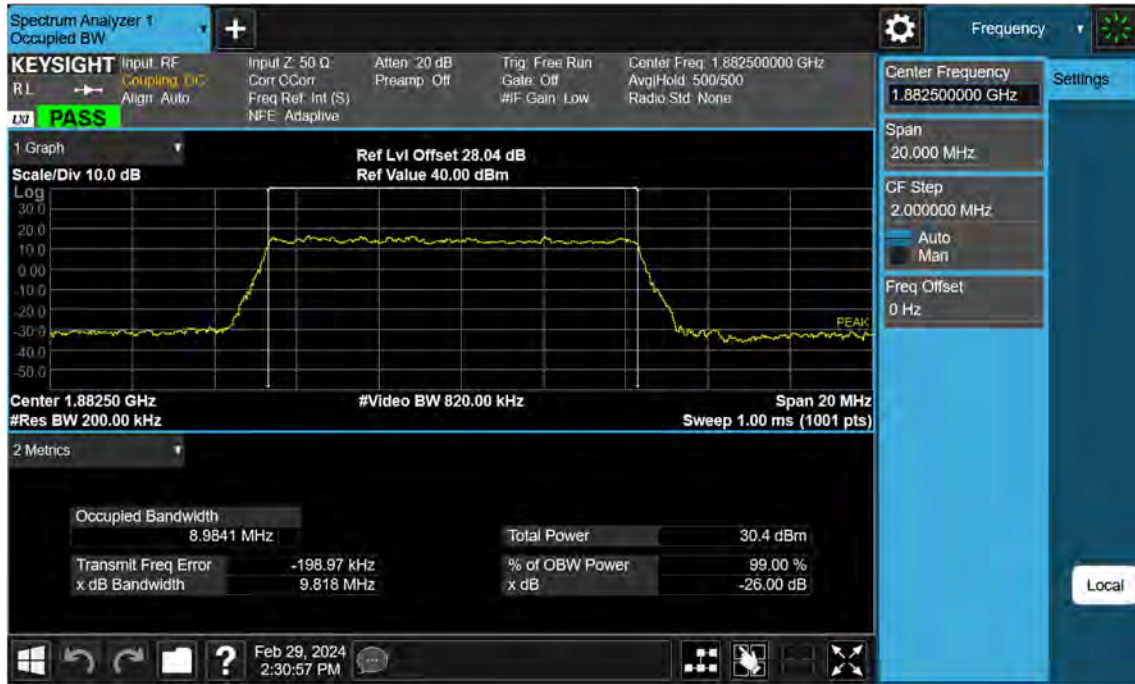 Spectrum Analyzer 1
Occupied BW
+
Frequency
KEYSIGHT
RL
LXI PASS
Input: RF
Coupling: DC
Align: Auto
Input Z: 50 Ω
Corr CCorr
Freq Ref: Int (S)
NFE: Adaptive
Atten: 20 dB
Preamp: Off
Trig: Free Run
Gate: Off
#IF Gain: Low
Center Freq: 1.882500000 GHz
Avg|Hold: 500/500
Radio Std: None
Center Frequency
1.882500000 GHz
Settings
Span
20.000 MHz
CF Step
2.000000 MHz
Auto
Man
Freq Offset
0 Hz
1 Graph
Scale/Div 10.0 dB
Ref Lvl Offset 28.04 dB
Ref Value 40.00 dBm
Log
30.0
20.0
10.0
0.00
-10.0
-20.0
-30.0
-40.0
-50.0
PEAK
Center 1.88250 GHz
#Video BW 820.00 kHz
Span 20 MHz
#Res BW 200.00 kHz
Sweep 1.00 ms (1001 pts)
2 Metrics
Occupied Bandwidth
8.9841 MHz
Total Power 30.4 dBm
Transmit Freq Error -198.97 kHz
% of OBW Power 99.00 %
x dB Bandwidth 9.818 MHz
x dB -26.00 dB
Local
?
Feb 29, 2024
2:30:57 PM